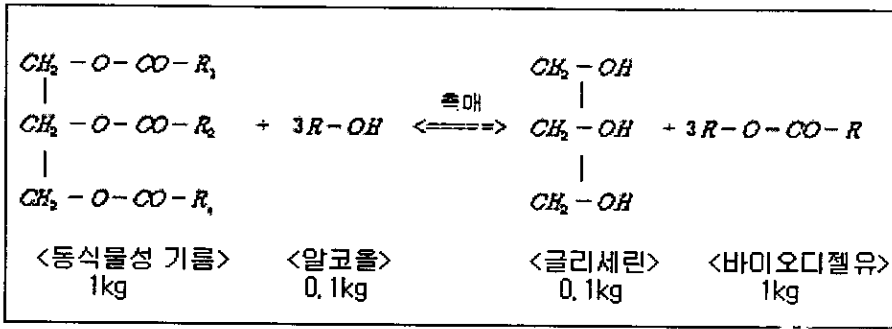 CH₂ - O - CO - R₁ CH₂ - OH
촉매
CH₂ - O - CO - R₂ + 3R - OH <====> CH₂ - OH + 3R - O - CO - R
CH₂ - O - CO - R₄ CH₂ - OH
<동식물성 기름> <알코올> <글리세린> <바이오디젤유>
1kg 0.1kg 0.1kg 1kg